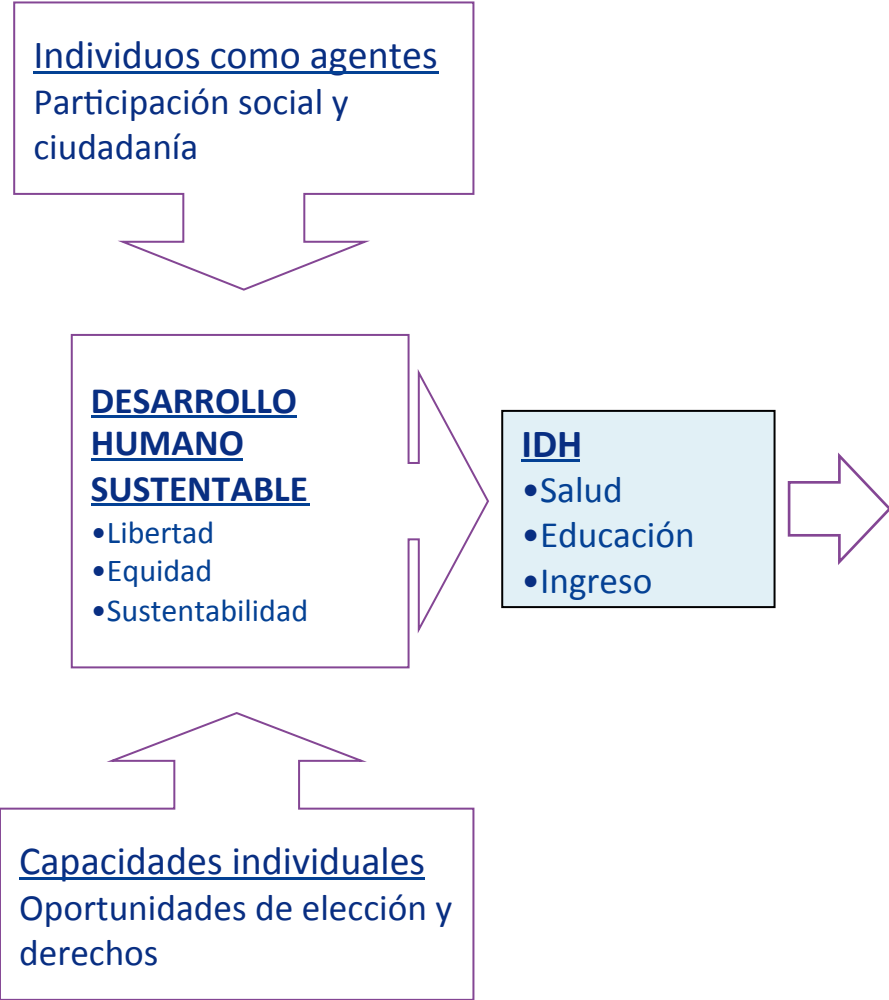 Individuos como agentes
Participación social y
ciudadanía
DESARROLLO
HUMANO
SUSTENTABLE
•Libertad
•Equidad
•Sustentabilidad
IDH
•Salud
•Educación
•Ingreso
Capacidades individuales
Oportunidades de elección y
derechos